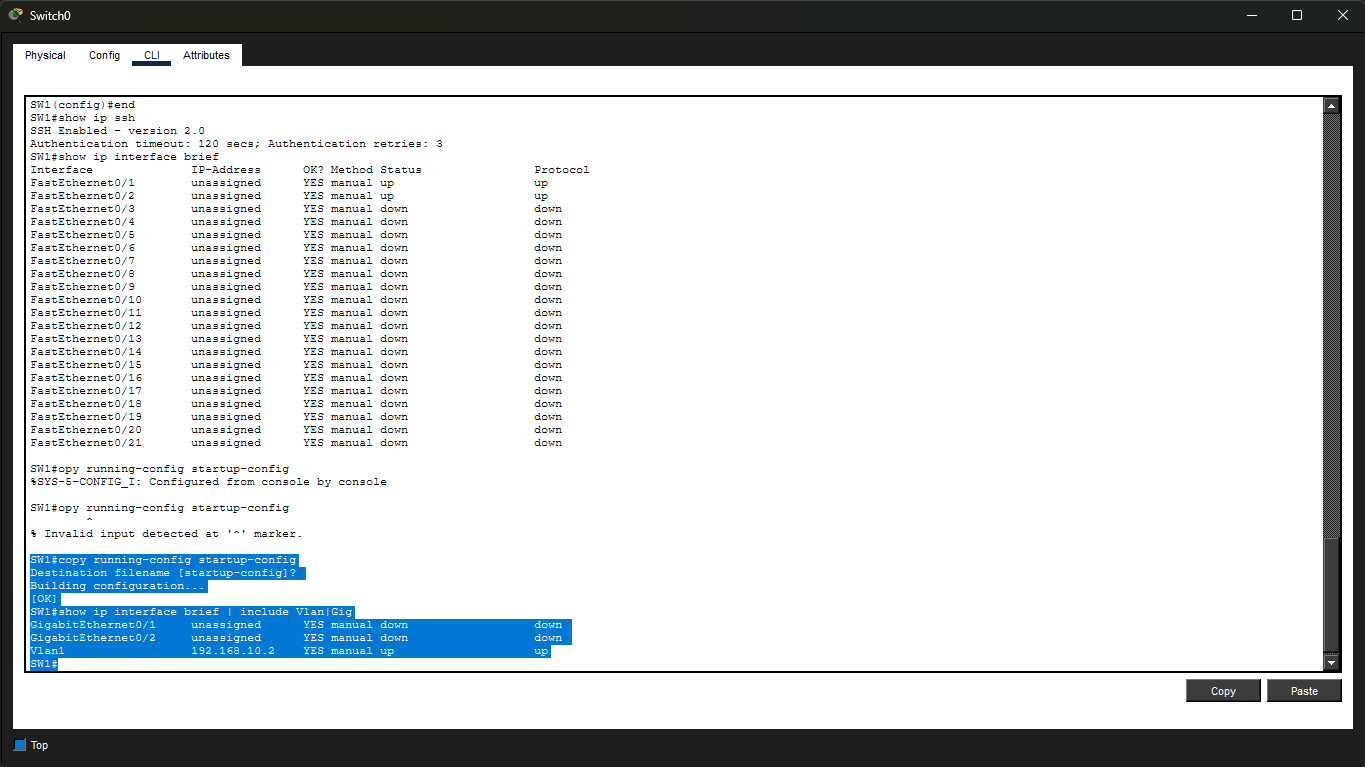 Switch0
Physical Config CLI Attributes
SW1(config)#end
SW1#show ip ssh
SSH Enabled - version 2.0
Authentication timeout: 120 secs; Authentication retries: 3
SW1#show ip interface brief
Interface IP-Address OK? Method Status Protocol
FastEthernet0/1 unassigned YES manual up up
FastEthernet0/2 unassigned YES manual up up
FastEthernet0/3 unassigned YES manual down down
FastEthernet0/4 unassigned YES manual down down
FastEthernet0/5 unassigned YES manual down down
FastEthernet0/6 unassigned YES manual down down
FastEthernet0/7 unassigned YES manual down down
FastEthernet0/8 unassigned YES manual down down
FastEthernet0/9 unassigned YES manual down down
FastEthernet0/10 unassigned YES manual down down
FastEthernet0/11 unassigned YES manual down down
FastEthernet0/12 unassigned YES manual down down
FastEthernet0/13 unassigned YES manual down down
FastEthernet0/14 unassigned YES manual down down
FastEthernet0/15 unassigned YES manual down down
FastEthernet0/16 unassigned YES manual down down
FastEthernet0/17 unassigned YES manual down down
FastEthernet0/18 unassigned YES manual down down
FastEthernet0/19 unassigned YES manual down down
FastEthernet0/20 unassigned YES manual down down
FastEthernet0/21 unassigned YES manual down down
SW1#opy running-config startup-config
%SYS-5-CONFIG_I: Configured from console by console
SW1#opy running-config startup-config
^
% Invalid input detected at '^' marker.
SW1#copy running-config startup-config
Destination filename [startup-config]?
Building configuration...
[OK]
SW1#show ip interface brief | include Vlan|Gig
GigabitEthernet0/1 unassigned YES manual down down
GigabitEthernet0/2 unassigned YES manual down down
Vlan1 192.168.10.2 YES manual up up
SW1#
Copy Paste
Top